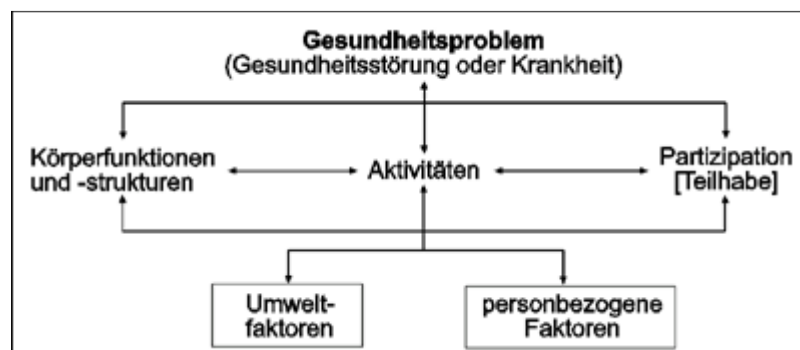 Gesundheitsproblem
(Gesundheitsstörung oder Krankheit)
Körperfunktionen
und -strukturen
Aktivitäten
Partizipation
[Teilhabe]
Umwelt-
faktoren
personbezogene
Faktoren